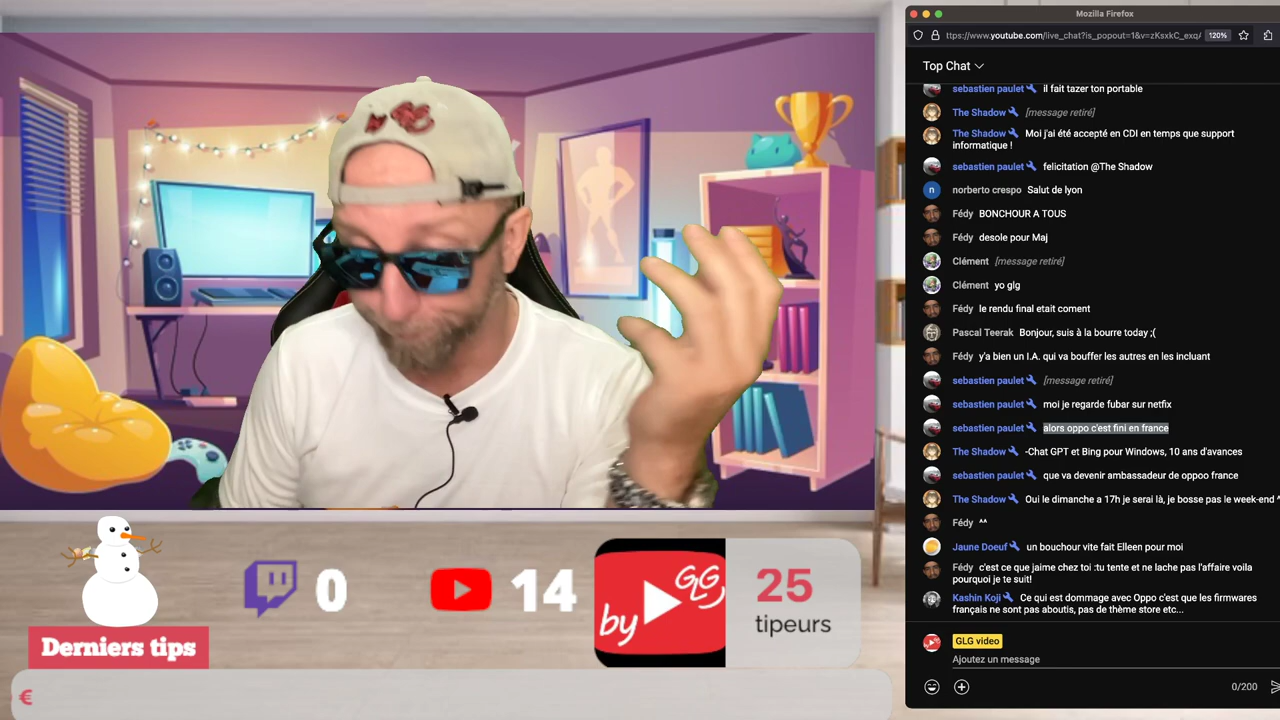 Mozilla Firefox
ttps://www.youtube.com/live_chat?is_popout=1&v=zKsxkC_exq/ 120%
Top Chat
sebastien paulet il fait tazer ton portable
The Shadow [message retiré]
The Shadow Moi j'ai été accepté en CDI en temps que support
informatique !
sebastien paulet felicitation @The Shadow
n norberto crespo Salut de lyon
Fédy BONCHOUR A TOUS
Fédy desole pour Maj
Clément [message retiré]
Clément yo glg
Fédy le rendu final etait coment
Pascal Teerak Bonjour, suis à la bourre today ;(
Fédy y'a bien un I.A. qui va bouffer les autres en les incluant
sebastien paulet [message retiré]
sebastien paulet moi je regarde fubar sur netfix
sebastien paulet alors oppo c'est fini en france
The Shadow -Chat GPT et Bing pour Windows, 10 ans d'avances
sebastien paulet que va devenir ambassadeur de oppoo france
The Shadow Oui le dimanche a 17h je serai là, je bosse pas le week-end ^
Fédy ^^
Jaune Doeuf un bouchour vite fait Elleen pour moi
Fédy c'est ce que jaime chez toi :tu tente et ne lache pas l'affaire voila
pourquoi je te suit!
Kashin Koji Ce qui est dommage avec Oppo c'est que les firmwares
français ne sont pas aboutis, pas de thème store etc...
GLG video
Ajoutez un message
0/200
Derniers tips
0
14
by GLG
25
tipeurs
€